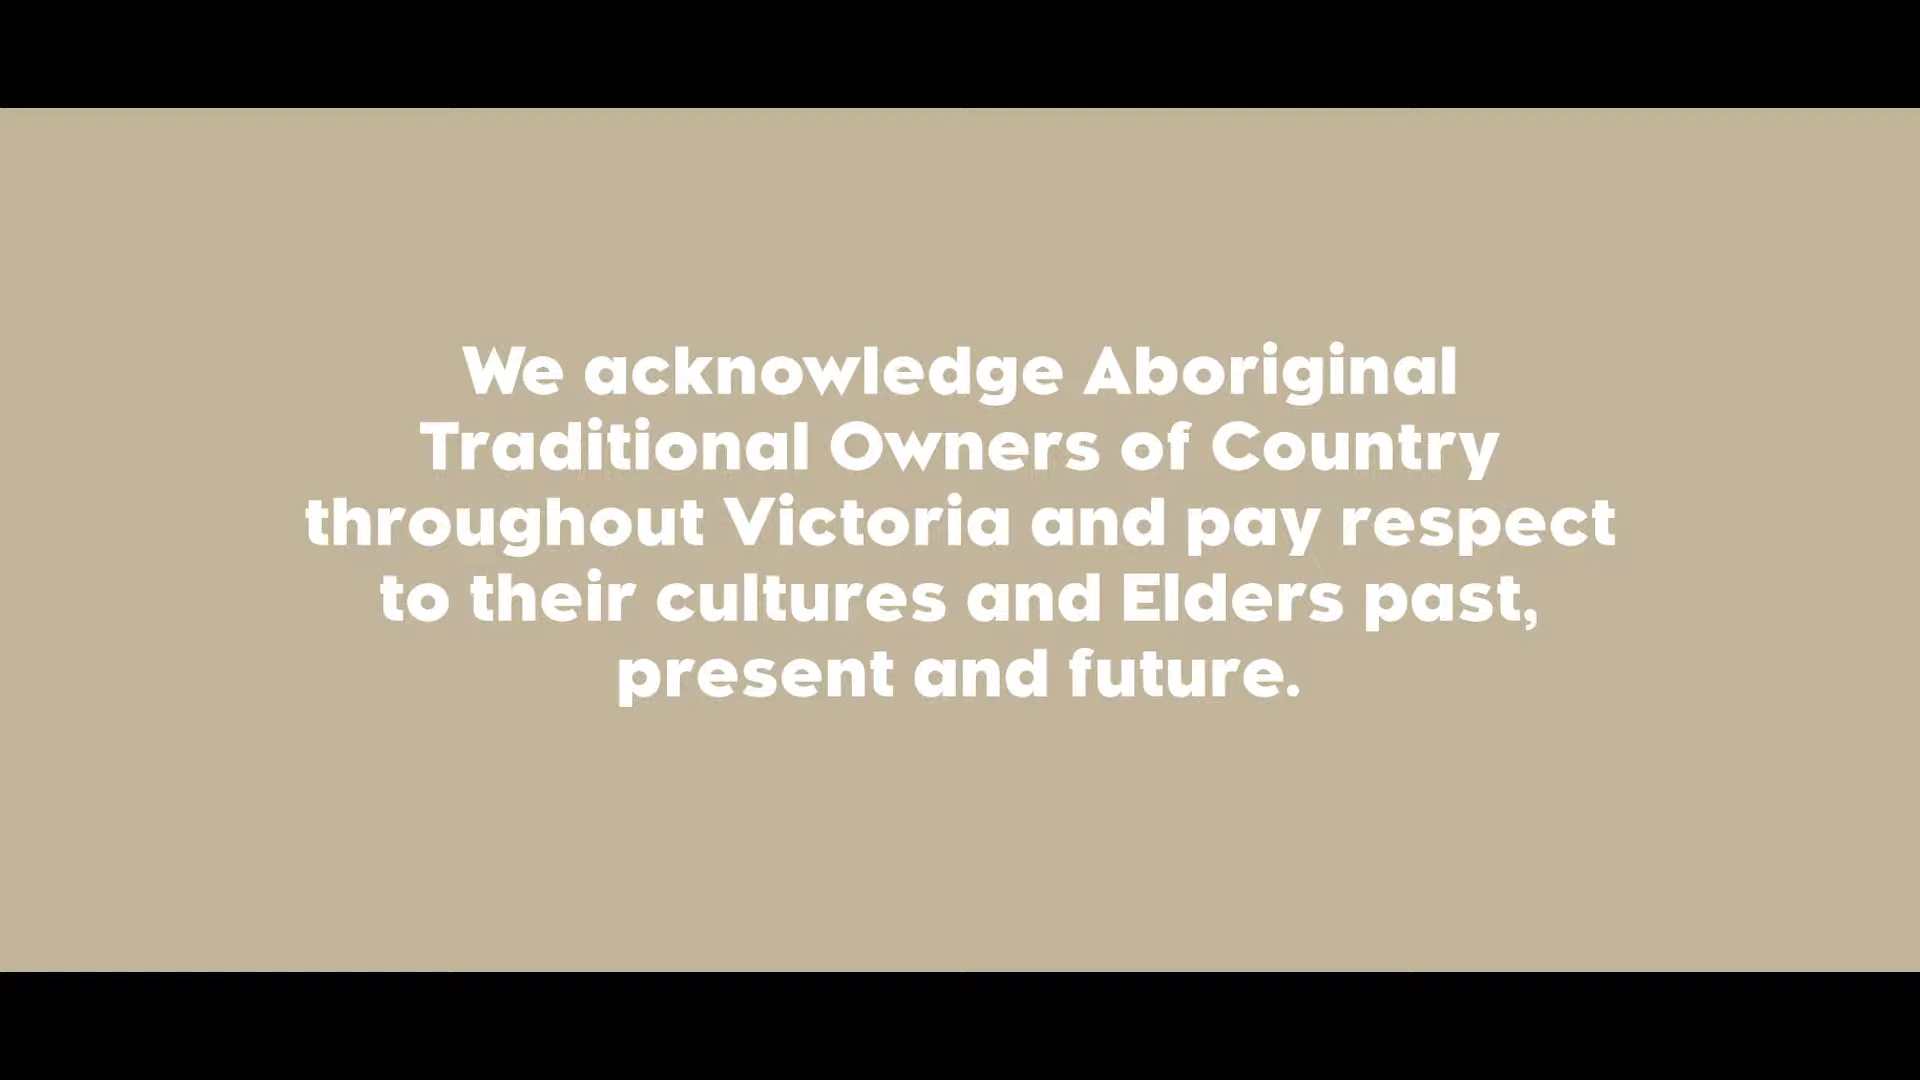 We acknowledge Aboriginal
Traditional Owners of Country
throughout Victoria and pay respect
to their cultures and Elders past,
present and future.